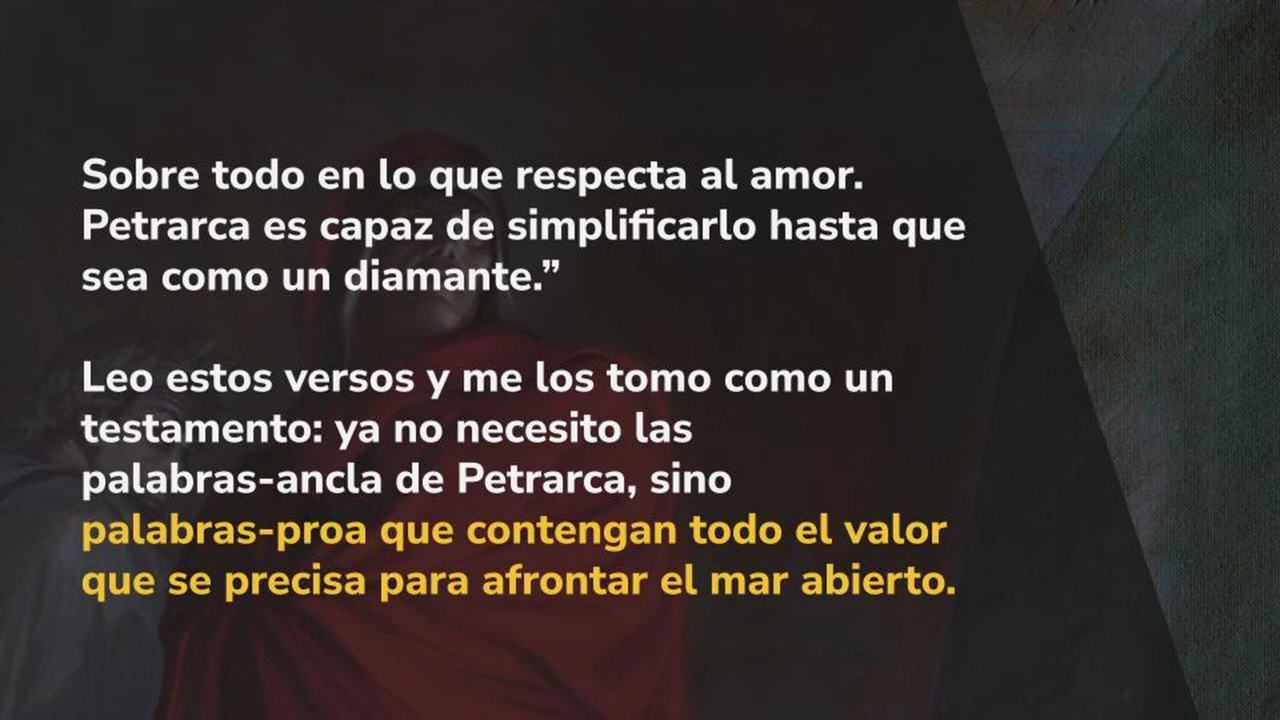 Sobre todo en lo que respecta al amor.
Petrarca es capaz de simplificarlo hasta que
sea como un diamante.”
Leo estos versos y me los tomo como un
testamento: ya no necesito las
palabras-ancla de Petrarca, sino
palabras-proa que contengan todo el valor
que se precisa para afrontar el mar abierto.